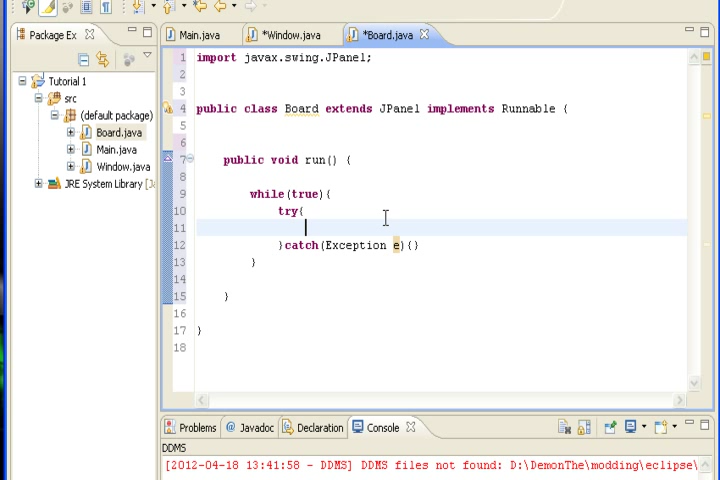 Package Ex
Tutorial 1
src
(default package)
Board.java
Main.java
Window.java
JRE System Library [Ja
Main.java
*Window.java
*Board.java
1 import javax.swing.JPanel;
2
3
4 public class Board extends JPanel implements Runnable {
5
6
7 public void run() {
8
9 while(true){
10 try{
11
12 }catch(Exception e){}
13 }
14
15 }
16
17 }
18
Problems @ Javadoc Declaration Console
DDMS
[2012-04-18 13:41:58 - DDMS] DDMS files not found: D:\DemonThe\modding\eclipse\